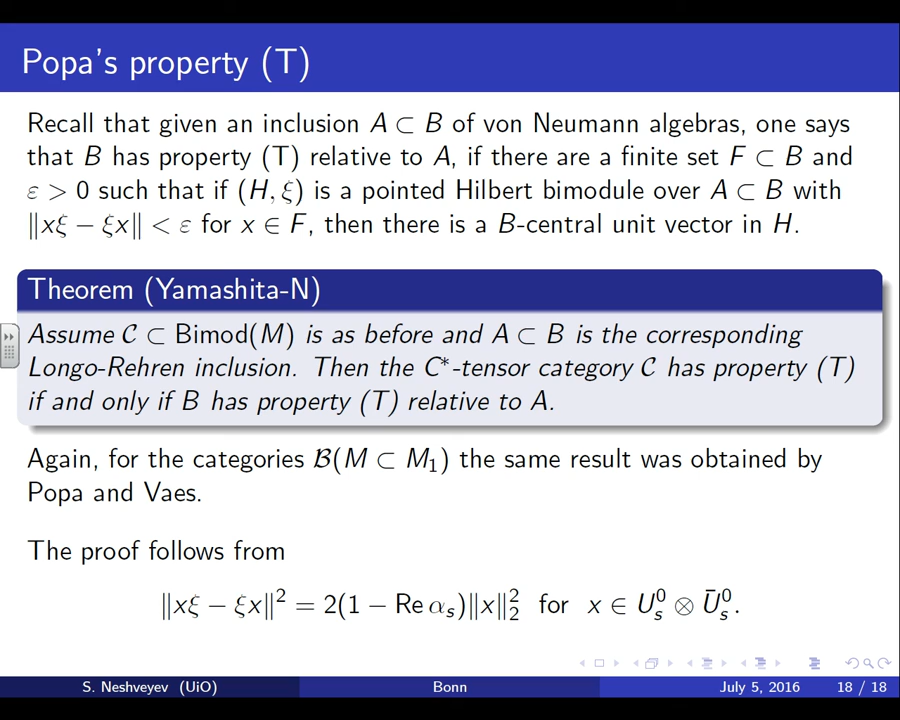 Popa's property (T)
Recall that given an inclusion A ⊂ B of von Neumann algebras, one says
that B has property (T) relative to A, if there are a finite set F ⊂ B and
ε > 0 such that if (H, ξ) is a pointed Hilbert bimodule over A ⊂ B with
‖xξ − ξx‖ < ε for x ∈ F, then there is a B-central unit vector in H.
Theorem (Yamashita-N)
Assume 𝒞 ⊂ Bimod(M) is as before and A ⊂ B is the corresponding
Longo-Rehren inclusion. Then the C*-tensor category 𝒞 has property (T)
if and only if B has property (T) relative to A.
Again, for the categories ℬ(M ⊂ M₁) the same result was obtained by
Popa and Vaes.
The proof follows from
‖xξ − ξx‖² = 2(1 − Re αₛ)‖x‖₂² for x ∈ Uₛ⁰ ⊗ Ūₛ⁰.
S. Neshveyev (UiO) Bonn July 5, 2016 18 / 18